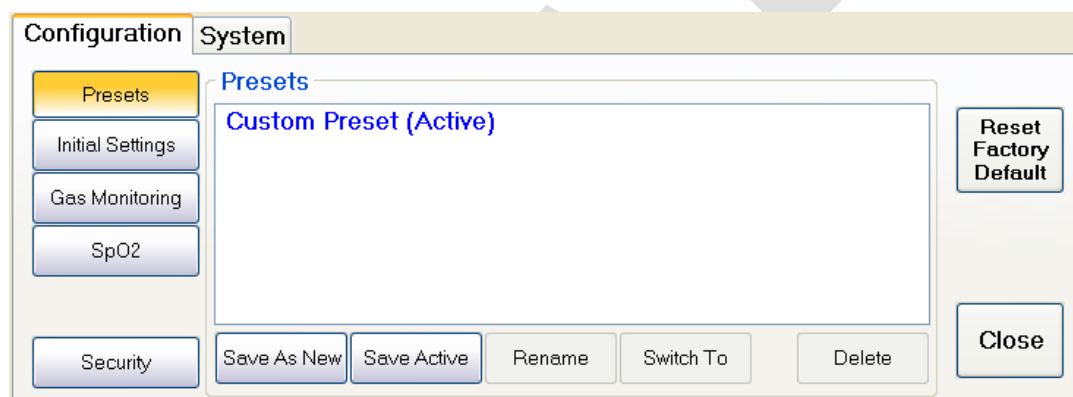 Configuration System
Presets
Initial Settings
Gas Monitoring
SpO2
Security
Presets
Custom Preset (Active)
Save As New Save Active Rename Switch To Delete
Reset
Factory
Default
Close